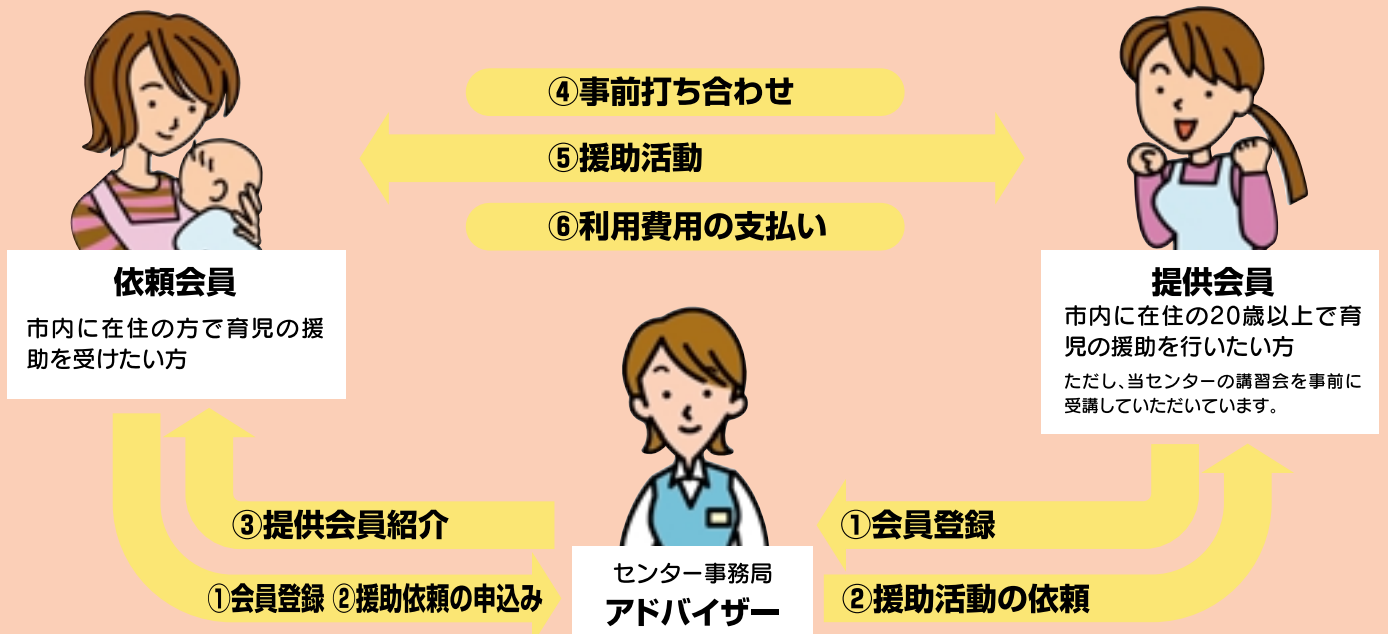 ④事前打ち合わせ
⑤援助活動
⑥利用費用の支払い
依頼会員
市内に在住の方で育児の援
助を受けたい方
提供会員
市内に在住の20歳以上で育
児の援助を行いたい方
ただし、当センターの講習会を事前に
受講していただいています。
③提供会員紹介
①会員登録 ②援助依頼の申込み
センター事務局
アドバイザー
①会員登録
②援助活動の依頼